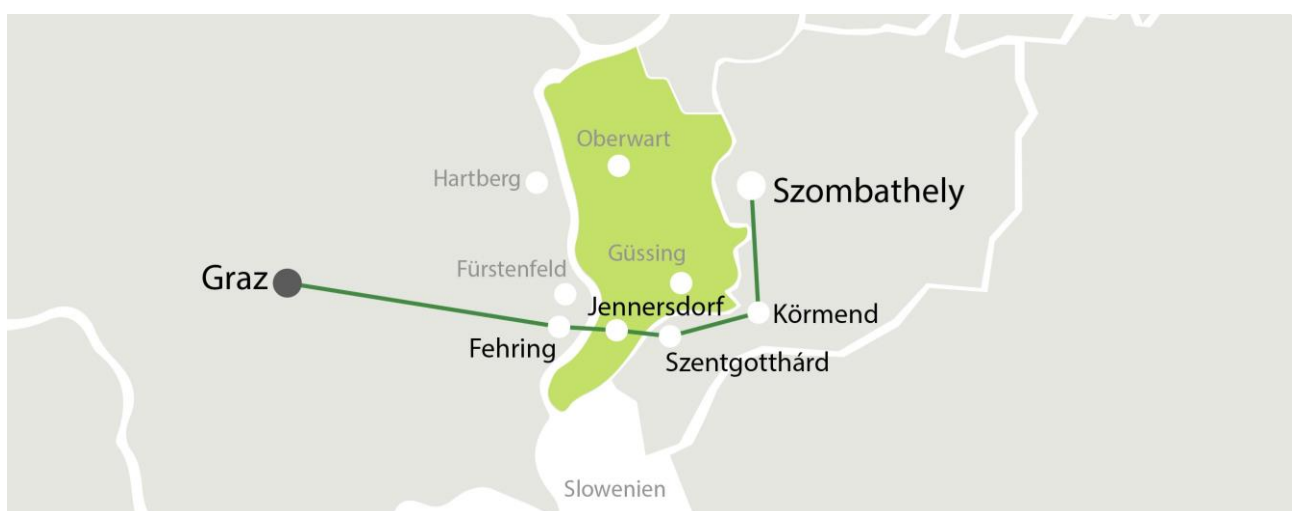 Oberwart
Hartberg
Szombathely
Güssing
Fürstenfeld
Graz
Jennersdorf
Körmend
Fehring
Szentgotthárd
Slowenien